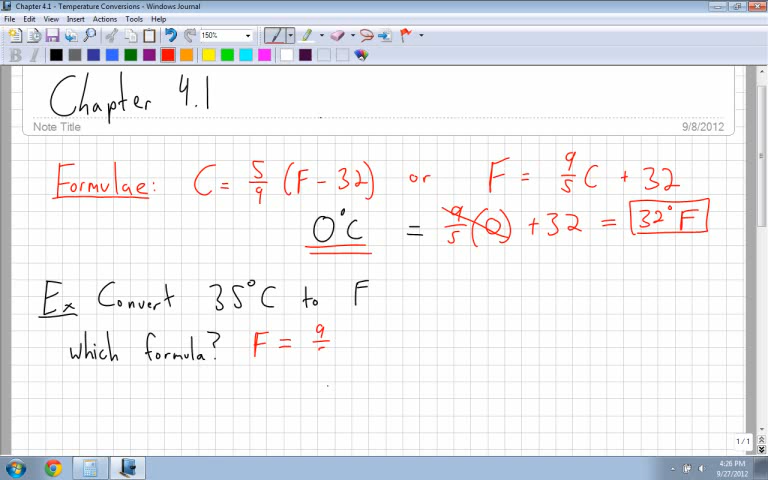 Chapter 4.1 - Temperature Conversions - Windows Journal
File Edit View Insert Actions Tools Help
150%
B I
Chapter 4.1
Note Title
9/8/2012
Formulae: C = 5/9 (F - 32) or F = 9/5 C + 32
0°C = 9/5 (0) + 32 = 32°F
Ex Convert 35°C to F
which formula? F = 9/
1 / 1
4:26 PM
9/27/2012